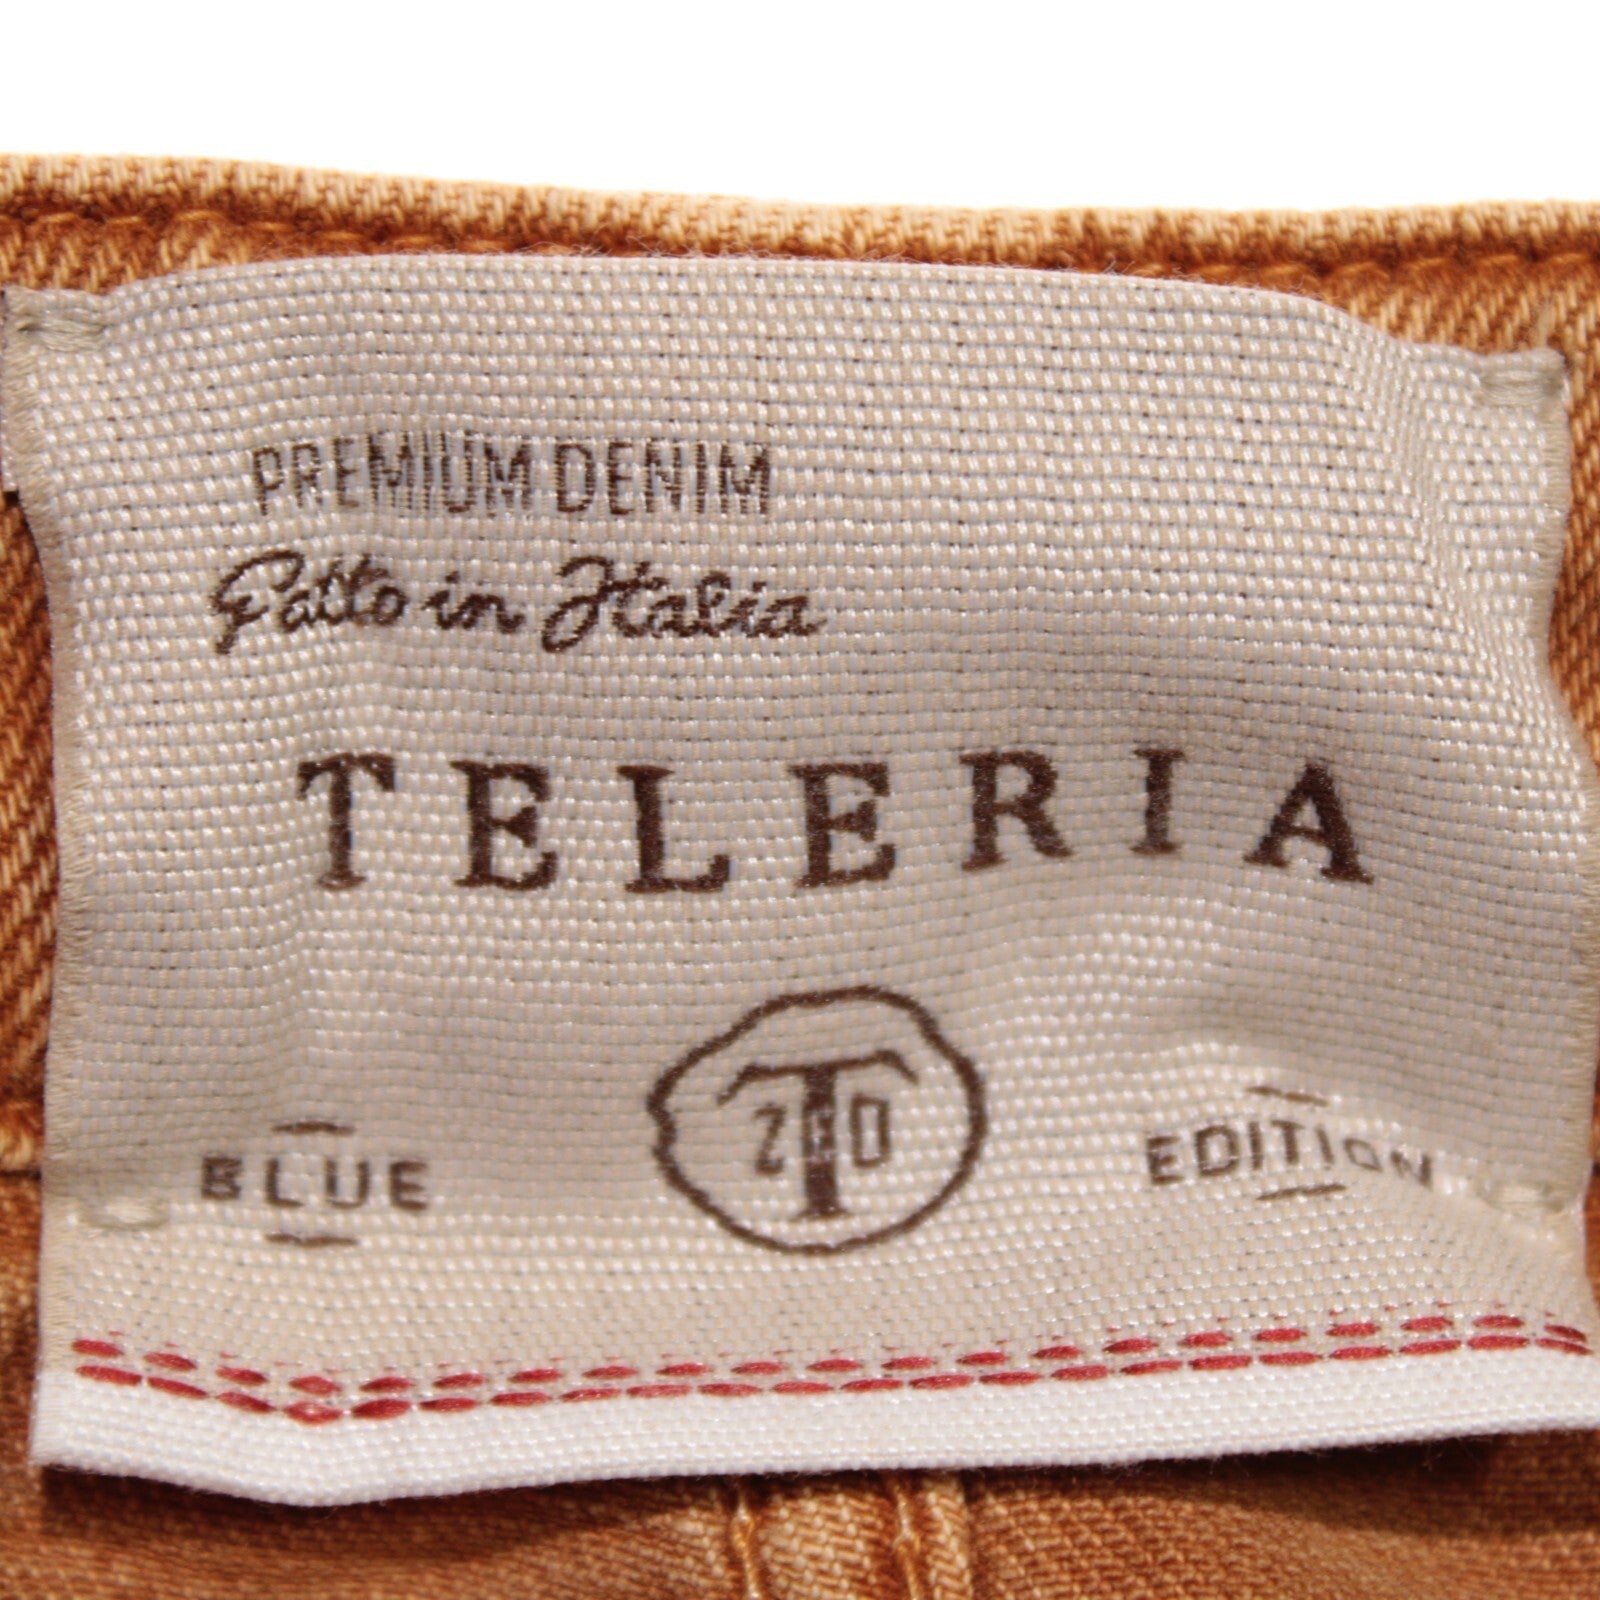 PREMIUM DENIM
Fatto in Italia
TELERIA
BLUE T ZED EDITION